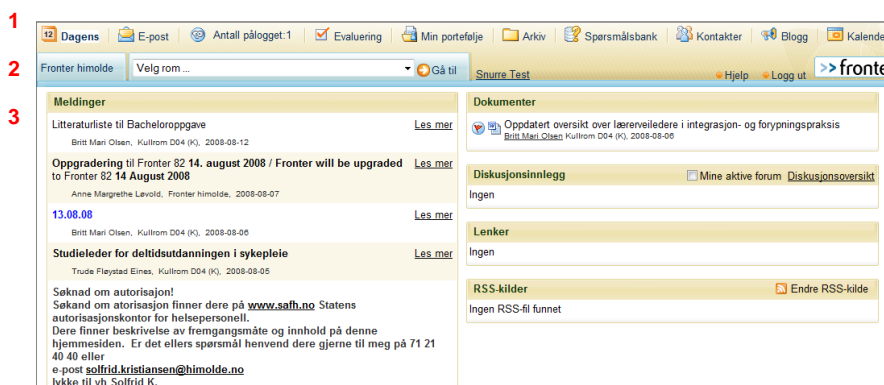 1
12 Dagens E-post Antall pålogget:1 Evaluering Min portefølje Arkiv Spørsmålsbank Kontakter Blogg Kalende
2
Fronter himolde Velg rom ... Gå til Snurre Test Hjelp Logg ut >> fronte
3
Meldinger
Litteraturliste til Bacheloroppgave Les mer
Britt Mari Olsen, Kullrom D04 (K), 2008-08-12
Oppgradering til Fronter 82 14. august 2008 / Fronter will be upgraded Les mer
to Fronter 82 14 August 2008
Anne Margrethe Løvold, Fronter himolde, 2008-08-07
13.08.08 Les mer
Britt Mari Olsen, Kullrom D04 (K), 2008-08-06
Studieleder for deltidsutdanningen i sykepleie Les mer
Trude Fløystad Eines, Kullrom D04 (K), 2008-08-05
Søknad om autorisajon!
Søkand om atorisasjon finner dere på www.safh.no Statens
autorisasjonskontor for helsepersonell.
Dere finner beskrivelse av fremgangsmåte og innhold på denne
hjemmesiden. Er det ellers spørsmål henvend dere gjerne til meg på 71 21
40 40 eller
e-post solfrid.kristiansen@himolde.no
lykke til vh Solfrid K.
Dokumenter
Oppdatert oversikt over lærerveiledere i integrasjon- og forypningspraksis
Britt Mari Olsen Kullrom D04 (K), 2008-08-06
Diskusjonsinnlegg Mine aktive forum Diskusjonsoversikt
Ingen
Lenker
Ingen
RSS-kilder Endre RSS-kilde
Ingen RSS-fil funnet